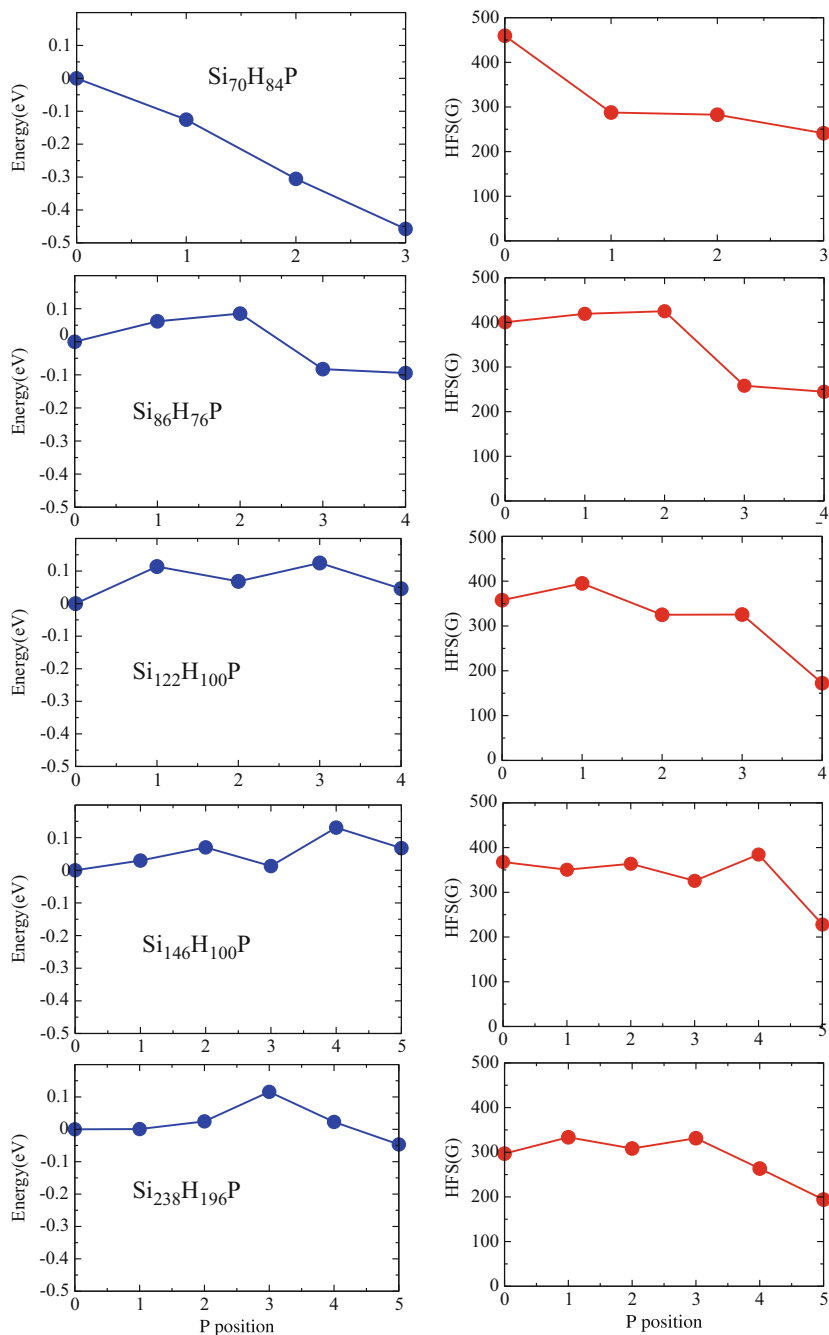 0.1
0
-0.1
-0.2
-0.3
-0.4
-0.5
Energy(eV)
Si70H84P
0 1 2 3
500
400
300
200
100
0
HFS(G)
0 1 2 3
0.1
0
-0.1
-0.2
-0.3
-0.4
-0.5
Energy(eV)
Si86H76P
0 1 2 3 4
500
400
300
200
100
0
HFS(G)
0 1 2 3 4
0.1
0
-0.1
-0.2
-0.3
-0.4
-0.5
Energy(eV)
Si122H100P
0 1 2 3 4
500
400
300
200
100
0
HFS(G)
0 1 2 3 4
0.1
0
-0.1
-0.2
-0.3
-0.4
-0.5
Energy(eV)
Si146H100P
0 1 2 3 4 5
500
400
300
200
100
0
HFS(G)
0 1 2 3 4 5
0.1
0
-0.1
-0.2
-0.3
-0.4
-0.5
Energy(eV)
Si238H196P
0 1 2 3 4 5
P position
500
400
300
200
100
0
HFS(G)
0 1 2 3 4 5
P position